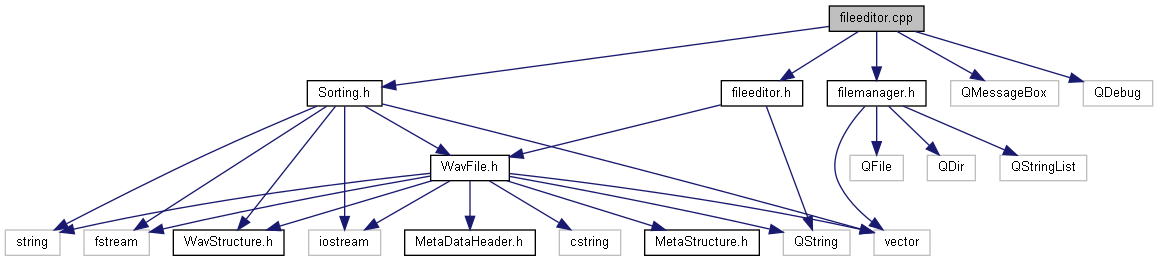 fileeditor.cpp
Sorting.h
fileeditor.h
filemanager.h
QMessageBox
QDebug
WavFile.h
QFile
QDir
QStringList
string
fstream
WavStructure.h
iostream
MetaDataHeader.h
cstring
MetaStructure.h
QString
vector